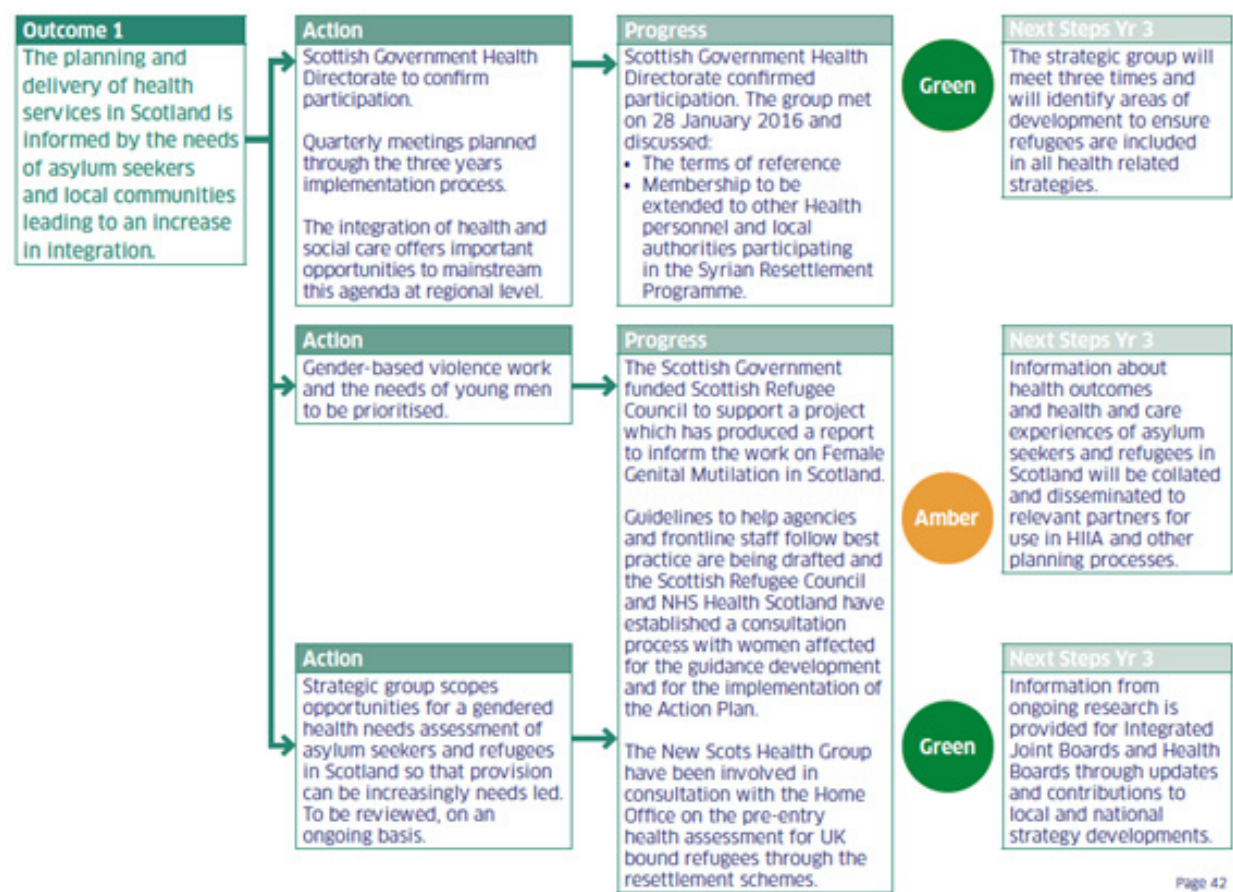 Outcome 1
The planning and
delivery of health
services in Scotland is
informed by the needs
of asylum seekers
and local communities
leading to an increase
in integration.
Action
Scottish Government Health
Directorate to confirm
participation.
Quarterly meetings planned
through the three years
implementation process.
The integration of health and
social care offers important
opportunities to mainstream
this agenda at regional level.
Progress
Scottish Government Health
Directorate confirmed
participation. The group met
on 28 January 2016 and
discussed:
• The terms of reference
• Membership to be
extended to other Health
personnel and local
authorities participating
in the Syrian Resettlement
Programme.
Green
Next Steps Yr 3
The strategic group will
meet three times and
will identify areas of
development to ensure
refugees are included
in all health related
strategies.
Action
Gender-based violence work
and the needs of young men
to be prioritised.
Progress
The Scottish Government
funded Scottish Refugee
Council to support a project
which has produced a report
to inform the work on Female
Genital Mutilation in Scotland.
Guidelines to help agencies
and frontline staff follow best
practice are being drafted and
the Scottish Refugee Council
and NHS Health Scotland have
established a consultation
process with women affected
for the guidance development
and for the implementation of
the Action Plan.
The New Scots Health Group
have been involved in
consultation with the Home
Office on the pre-entry
health assessment for UK
bound refugees through the
resettlement schemes.
Amber
Next Steps Yr 3
Information about
health outcomes
and health and care
experiences of asylum
seekers and refugees in
Scotland will be collated
and disseminated to
relevant partners for
use in HIIA and other
planning processes.
Action
Strategic group scopes
opportunities for a gendered
health needs assessment of
asylum seekers and refugees
in Scotland so that provision
can be increasingly needs led.
To be reviewed, on an
ongoing basis.
Green
Next Steps Yr 3
Information from
ongoing research is
provided for Integrated
Joint Boards and Health
Boards through updates
and contributions to
local and national
strategy developments.
Page 42